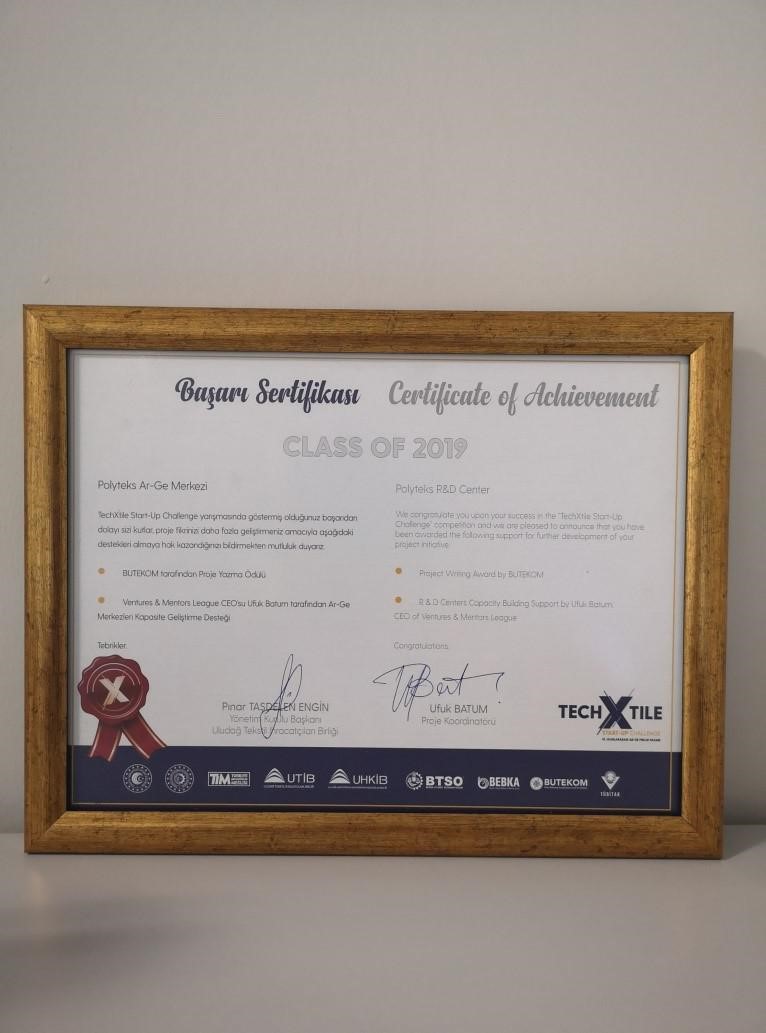 Başarı Sertifikası
Certificate of Achievement
CLASS OF 2019
Polyteks Ar-Ge Merkezi
TechXtile Start-Up Challenge yarışmasında göstermiş olduğunuz başarıdan
dolayı sizi kutlar, proje fikrinizi daha fazla geliştirmeniz amacıyla aşağıdaki
destekleri almaya hak kazandığınızı bildirmekten mutluluk duyarız.
BUTEKOM tarafından Proje Yazma Ödülü
Ventures & Mentors League CEO'su Ufuk Batum tarafından Ar-Ge
Merkezleri Kapasite Geliştirme Desteği
Tebrikler.
Polyteks R&D Center
We congratulate you upon your success in the "TechXtile Start-Up
Challenge" competition and we are pleased to announce that you have
been awarded the following support for further development of your
project initiative.
Project Writing Award by BUTEKOM
R & D Centers Capacity Building Support by Ufuk Batum,
CEO of Ventures & Mentors League
Congratulations.
X
Pınar TAŞDELEN ENGİN
Yönetim Kurulu Başkanı
Uludağ Tekstil İhracatçıları Birliği
Ufuk BATUM
Proje Koordinatörü
TECHXTILE
START-UP CHALLENGE
TİM
UTİB
UHKİB
BTSO
BEBKA
BUTEKOM
TÜBİTAK